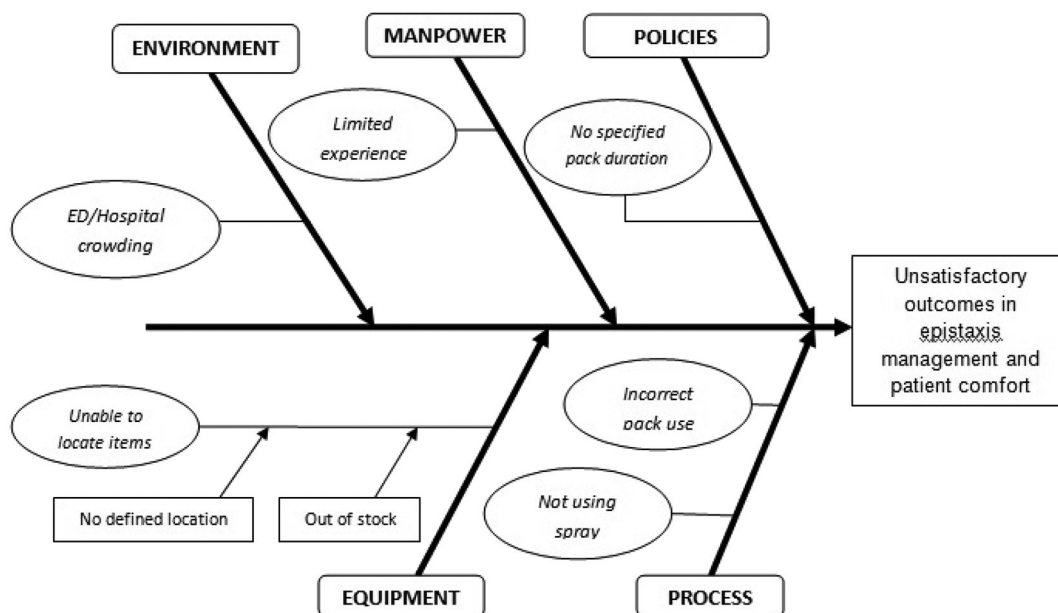 ENVIRONMENT
MANPOWER
POLICIES
Limited
experience
No specified
pack duration
ED/Hospital
crowding
Unsatisfactory
outcomes in
epistaxis
management and
patient comfort
Unable to
locate items
Incorrect
pack use
No defined location
Out of stock
Not using
spray
EQUIPMENT
PROCESS